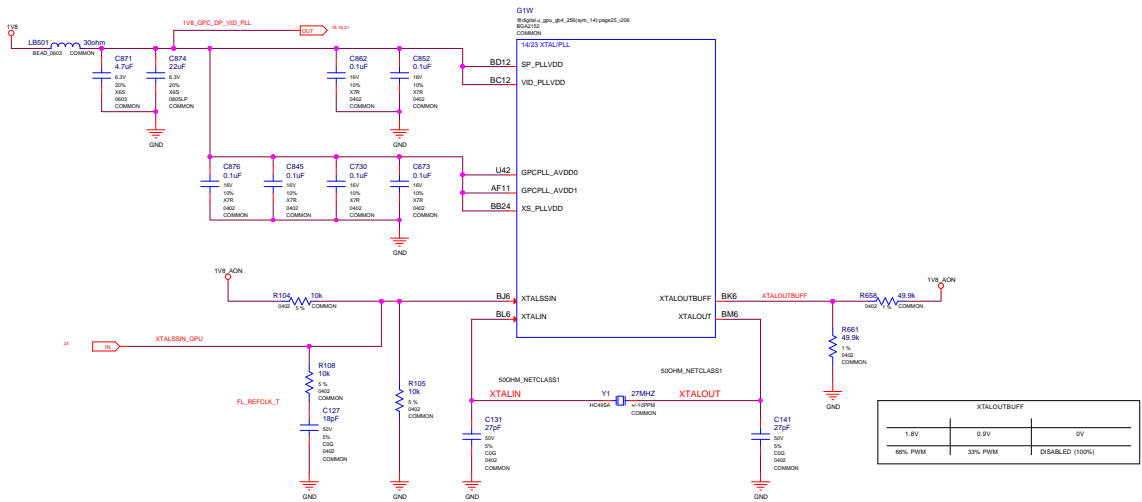 G1W
@digital.u_gpu_gb4_256(sym_14):page25_i206
BGA2152
COMMON
14/23 XTAL/PLL
1V8
1V8_GPC_DP_VID_PLL
OUT
LB501
30ohm
BEAD_0603
COMMON
C871
4.7uF
6.3V
20%
X6S
0603
COMMON
C874
22uF
6.3V
20%
X6S
0805LP
COMMON
GND
C862
0.1uF
16V
10%
X7R
0402
COMMON
C852
0.1uF
16V
10%
X7R
0402
COMMON
GND
BD12
SP_PLLVDD
BC12
VID_PLLVDD
C876
0.1uF
16V
10%
X7R
0402
COMMON
C845
0.1uF
16V
10%
X7R
0402
COMMON
C730
0.1uF
16V
10%
X7R
0402
COMMON
C673
0.1uF
16V
10%
X7R
0402
COMMON
GND
U42
GPCPLL_AVDD0
AF11
GPCPLL_AVDD1
BB24
XS_PLLVDD
1V8_AON
R104
10k
0402
5 %
COMMON
BJ6
XTALSSIN
BL6
XTALIN
XTALOUTBUFF
BK6
XTALOUT
BM6
XTALOUTBUFF
R658
49.9k
0402
1 %
COMMON
1V8_AON
R661
49.9k
1 %
0402
COMMON
GND
23
IN
XTALSSIN_GPU
R108
10k
5 %
0402
COMMON
FL_REFCLK_T
C127
18pF
50V
5%
C0G
0402
COMMON
GND
R105
10k
5 %
0402
COMMON
GND
50OHM_NETCLASS1
XTALIN
Y1
27MHZ
HC49SA
+/-10PPM
COMMON
50OHM_NETCLASS1
XTALOUT
C131
27pF
50V
5%
C0G
0402
COMMON
GND
C141
27pF
50V
5%
C0G
0402
COMMON
GND
XTALOUTBUFF
1.8V
0.9V
0V
66% PWM
33% PWM
DISABLED (100%)